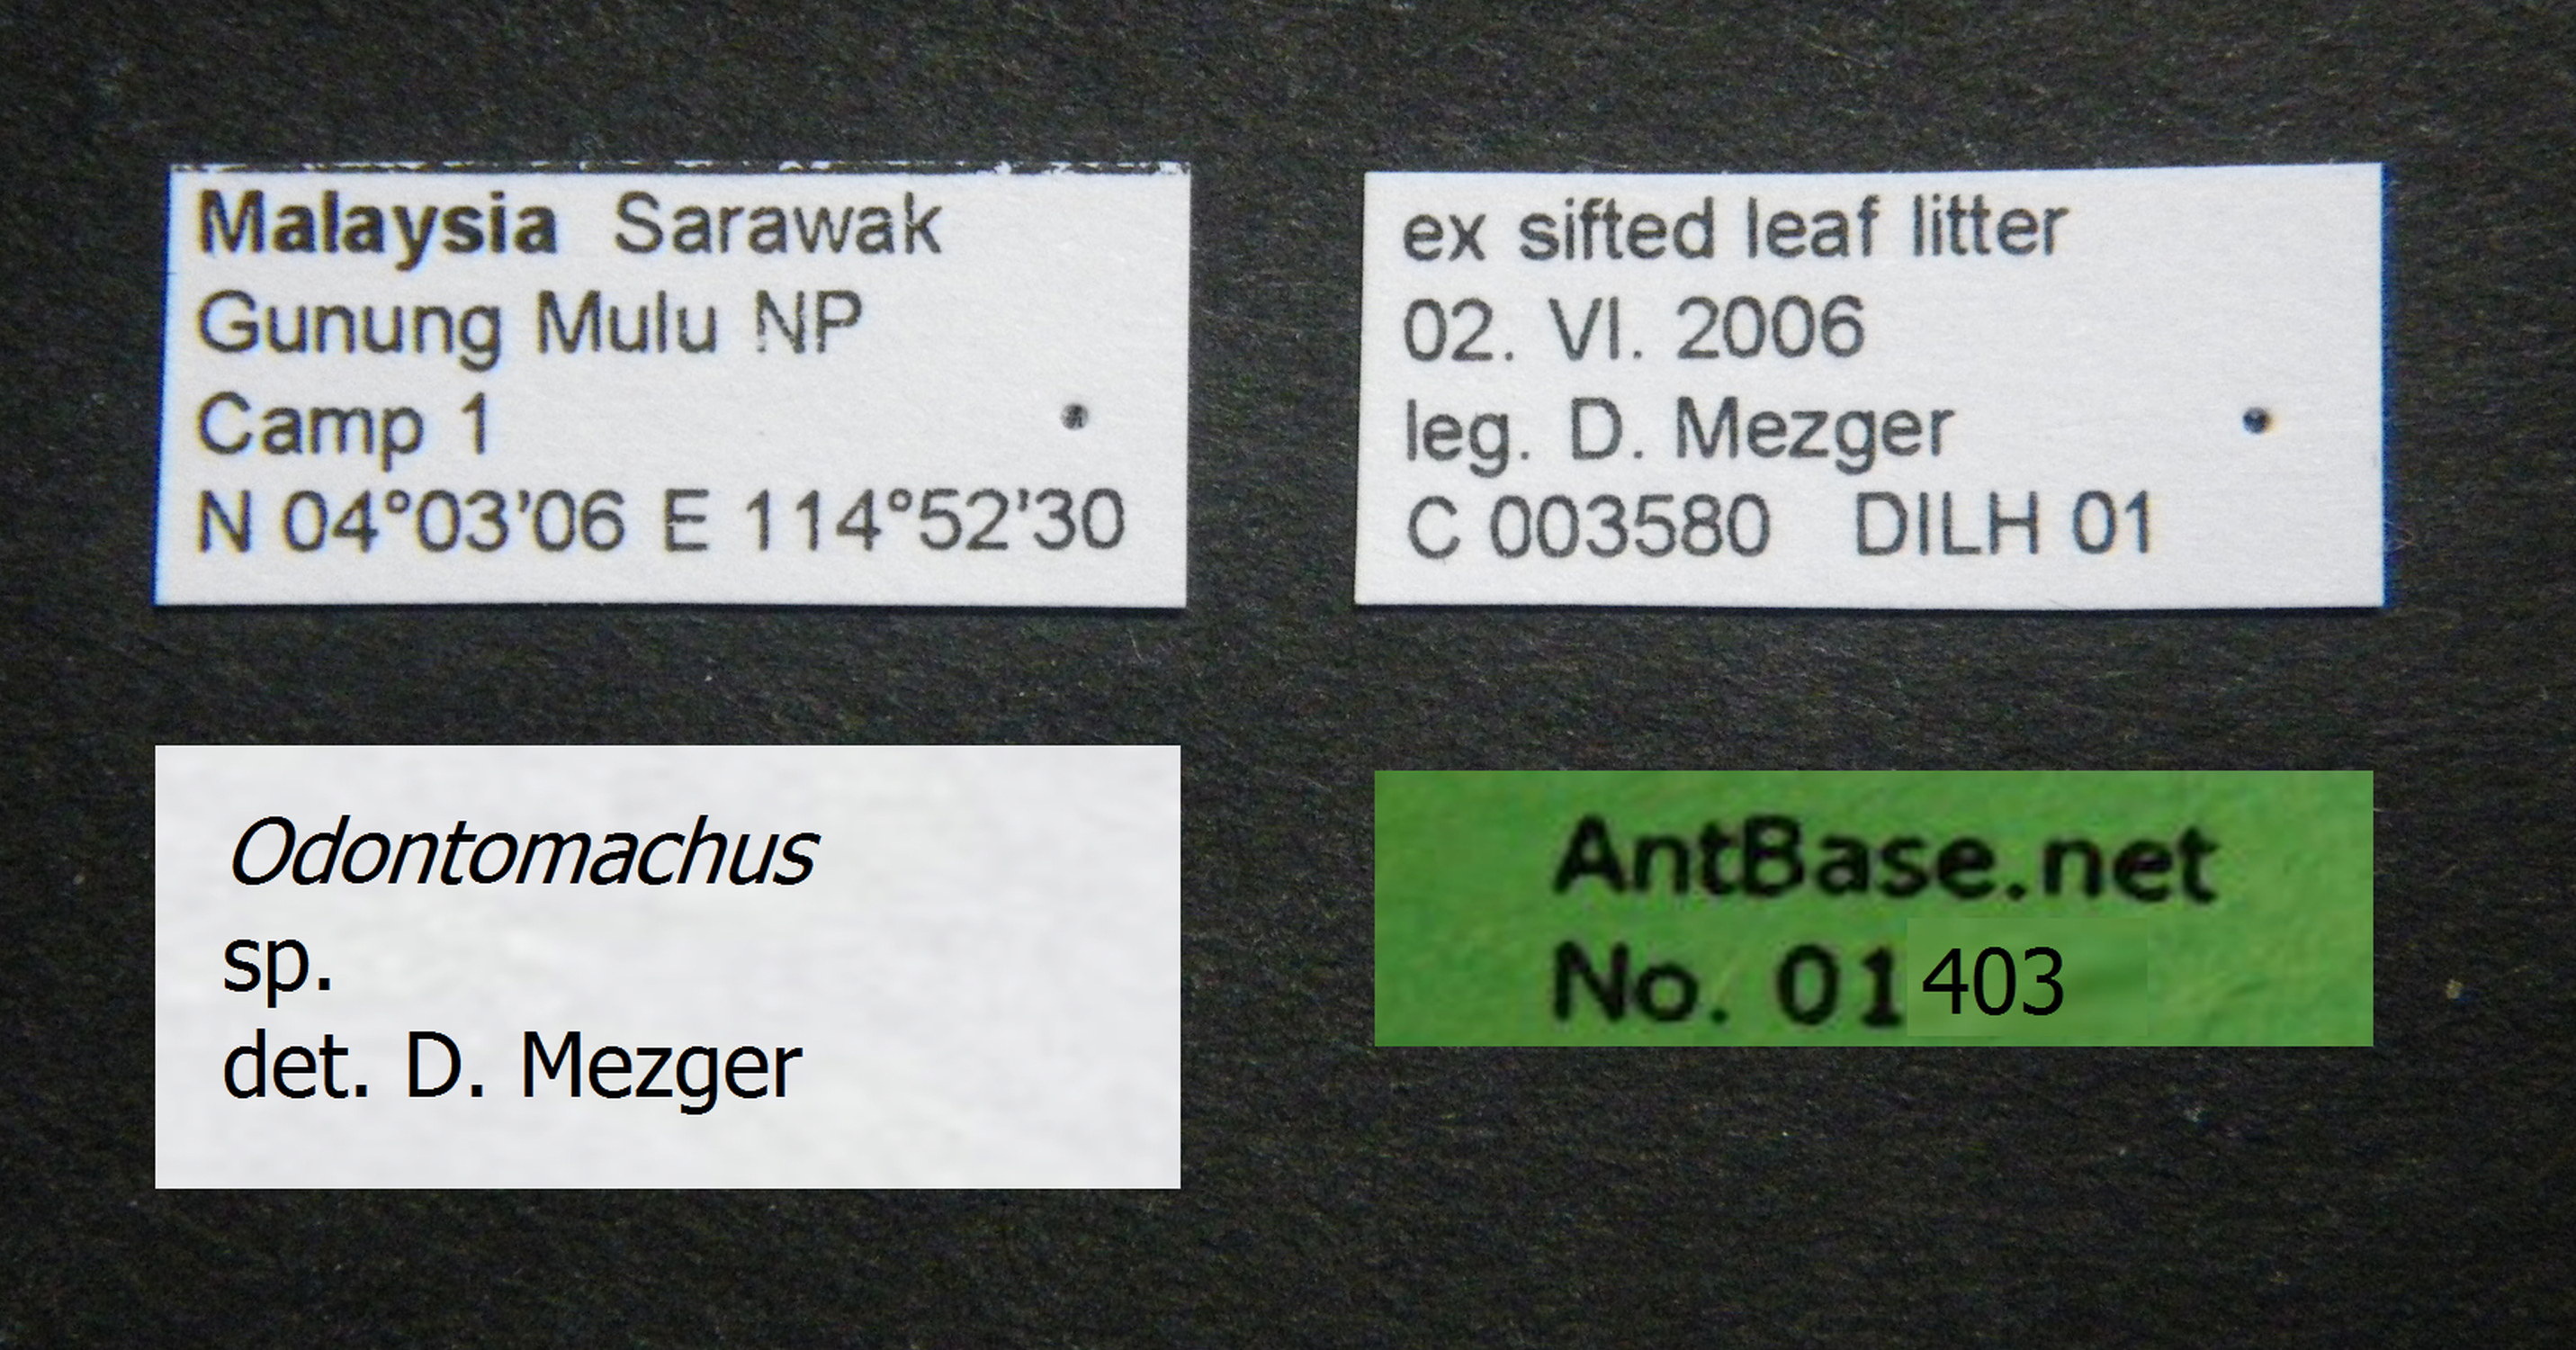 Malaysia Sarawak
Gunung Mulu NP
Camp 1
N 04°03'06 E 114°52'30
ex sifted leaf litter
02. VI. 2006
leg. D. Mezger
C 003580 DILH 01
Odontomachus
sp.
det. D. Mezger
AntBase.net
No. 01403